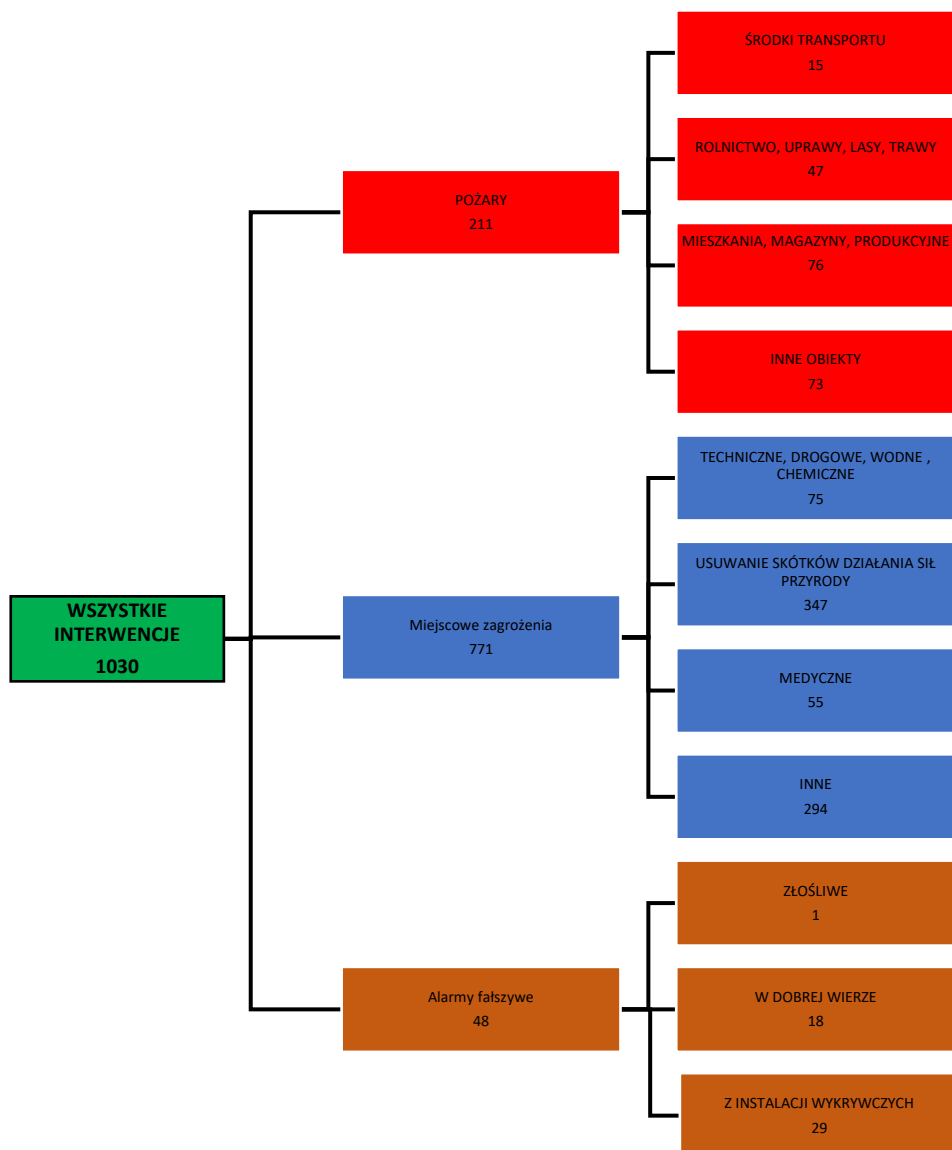 WSZYSTKIE
INTERWENCJE
1030
POŻARY
211
ŚRODKI TRANSPORTU
15
ROLNICTWO, UPRAWY, LASY, TRAWY
47
MIESZKANIA, MAGAZYNY, PRODUKCYJNE
76
INNE OBIEKTY
73
Miejscowe zagrożenia
771
TECHNICZNE, DROGOWE, WODNE ,
CHEMICZNE
75
USUWANIE SKÓTKÓW DZIAŁANIA SIŁ
PRZYRODY
347
MEDYCZNE
55
INNE
294
Alarmy fałszywe
48
ZŁOŚLIWE
1
W DOBREJ WIERZE
18
Z INSTALACJI WYKRYWCZYCH
29